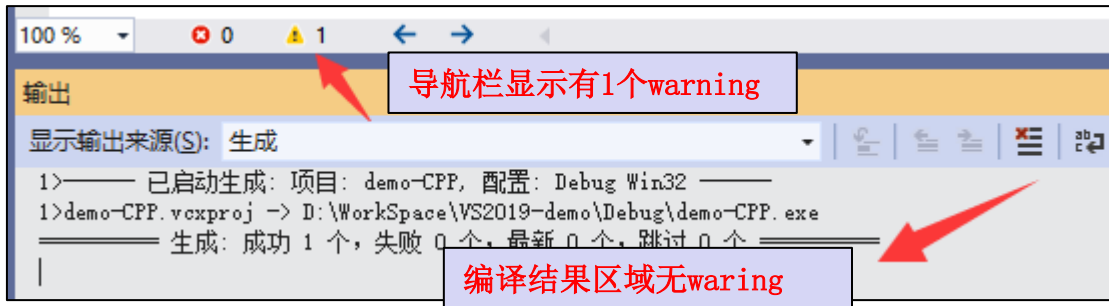 100 %
0
1
导航栏显示有1个warning
输出
显示输出来源(S): 生成
1>—— 已启动生成: 项目: demo-CPP, 配置: Debug Win32 ——
1>demo-CPP.vcxproj -> D:\WorkSpace\VS2019-demo\Debug\demo-CPP.exe
========== 生成: 成功 1 个，失败 0 个，最新 0 个，跳过 0 个 ==========
编译结果区域无waring